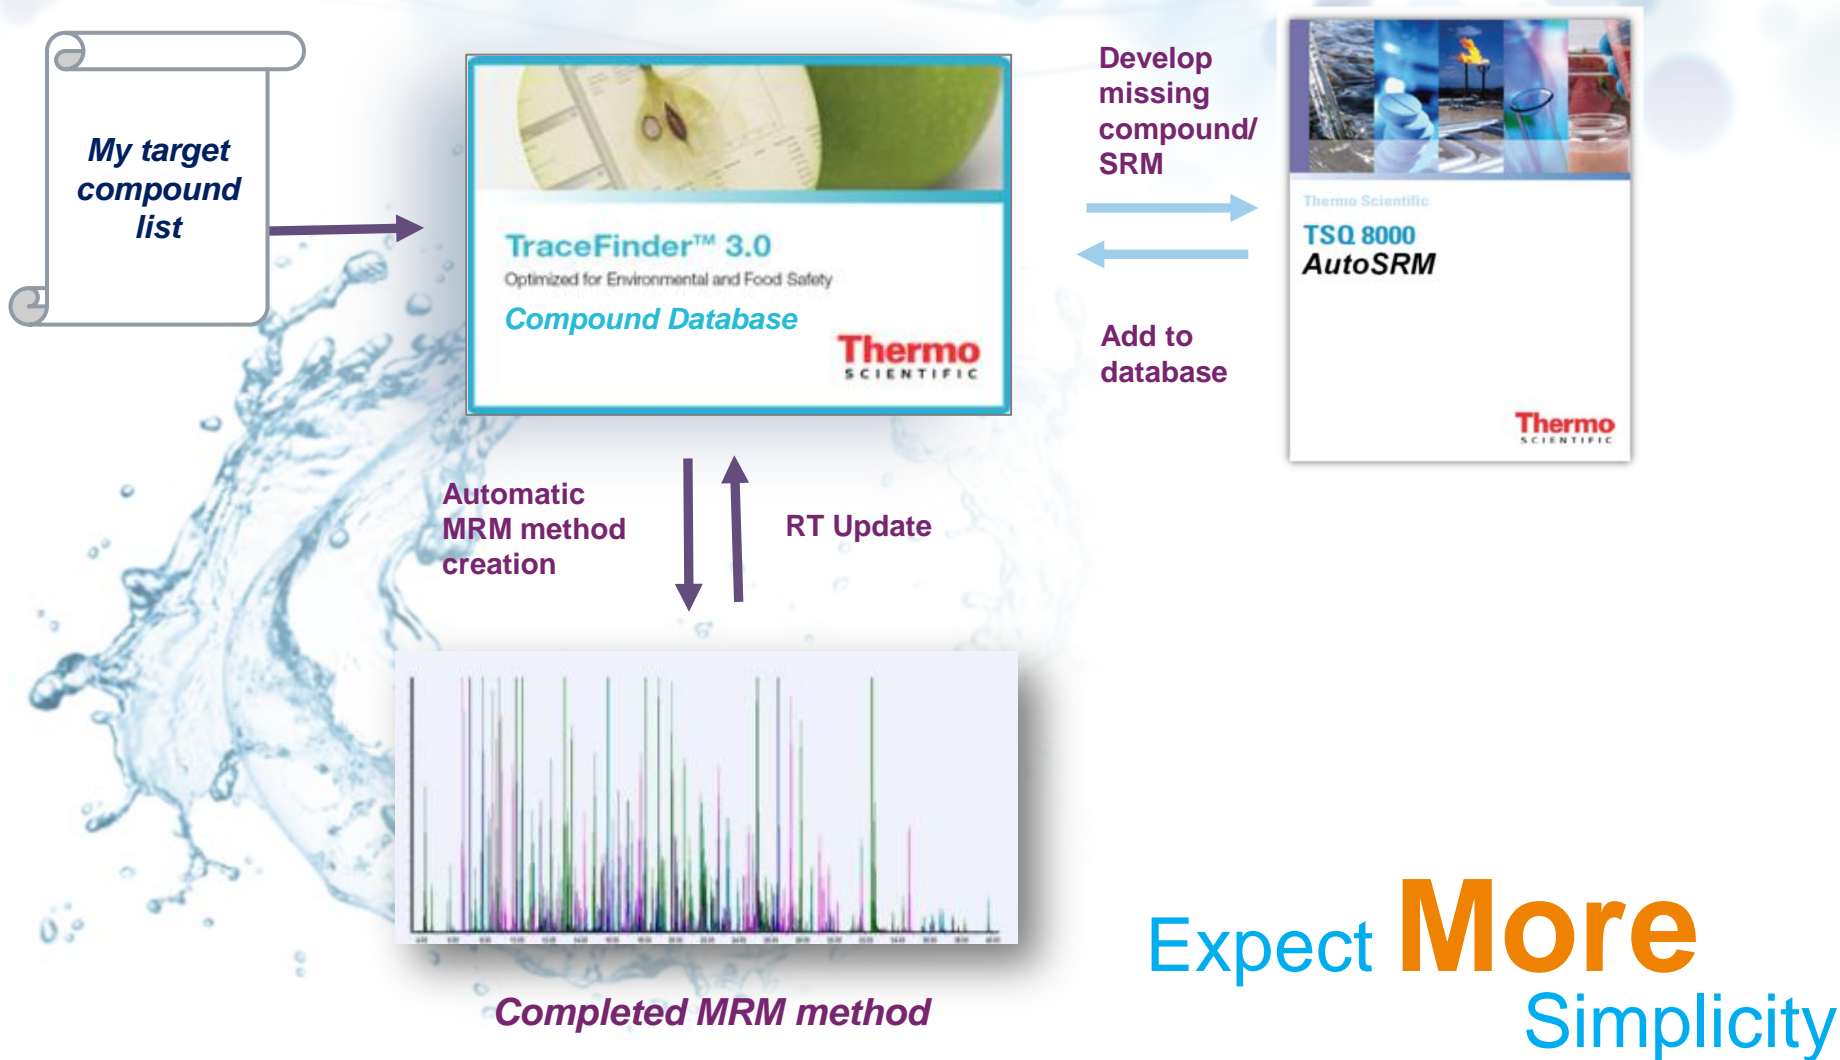 My target
compound
list
TraceFinder™ 3.0
Optimized for Environmental and Food Safety
Compound Database
Thermo
SCIENTIFIC
Develop
missing
compound/
SRM
Add to
database
Thermo Scientific
TSQ 8000
AutoSRM
Thermo
SCIENTIFIC
Automatic
MRM method
creation
RT Update
Completed MRM method
Expect More
Simplicity